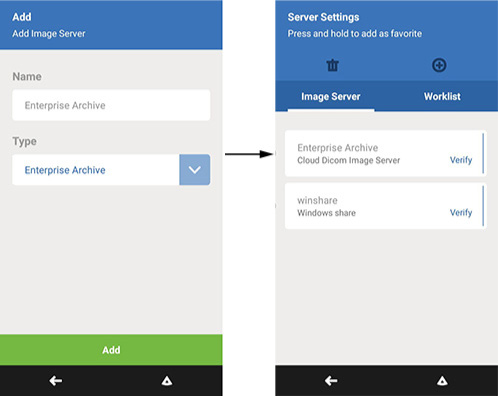 Add
Add Image Server
Name
Enterprise Archive
Type
Enterprise Archive
Add
Server Settings
Press and hold to add as favorite
Image Server
Worklist
Enterprise Archive
Cloud Dicom Image Server
Verify
winshare
Windows share
Verify